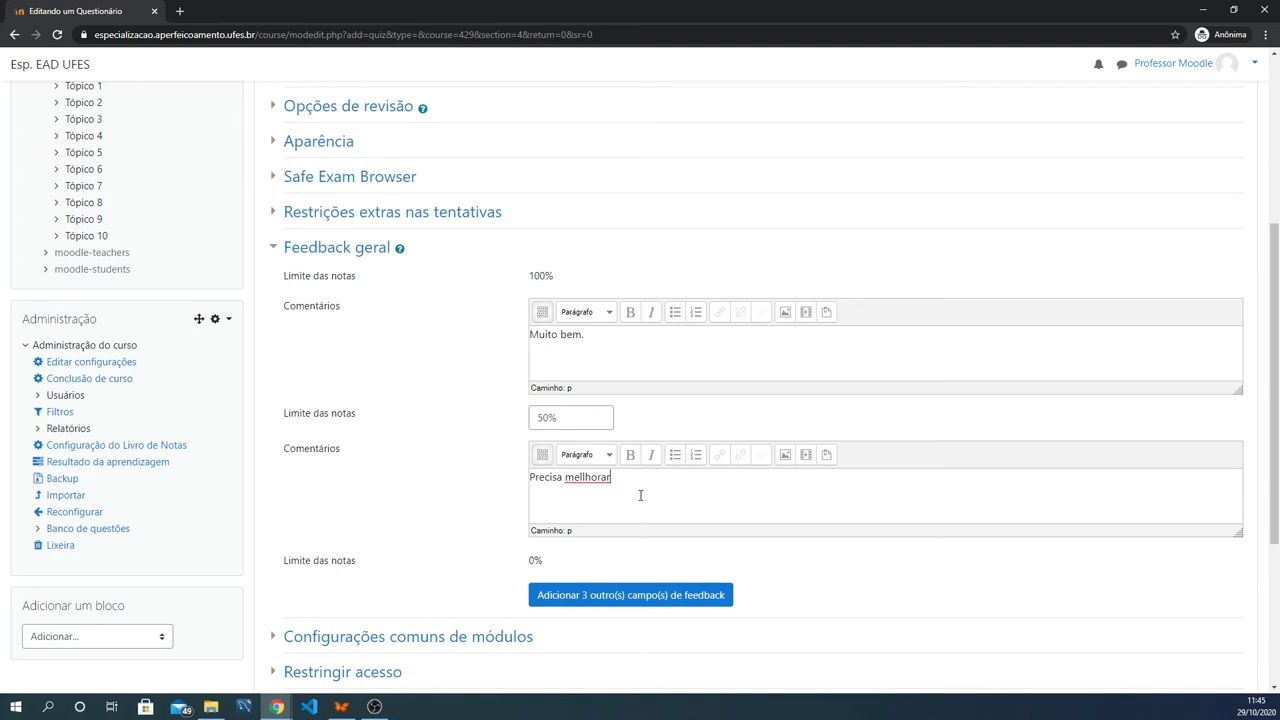 Editando um Questionário
especializacao.aperfeicoamento.ufes.br/course/modedit.php?add=quiz&type=&course=429&section=4&return=0&sr=0
Anônima
Esp. EAD UFES
Professor Moodle
Tópico 1
Tópico 2
Tópico 3
Tópico 4
Tópico 5
Tópico 6
Tópico 7
Tópico 8
Tópico 9
Tópico 10
moodle-teachers
moodle-students
Administração
Administração do curso
Editar configurações
Conclusão de curso
Usuários
Filtros
Relatórios
Configuração do Livro de Notas
Resultado da aprendizagem
Backup
Importar
Reconfigurar
Banco de questões
Lixeira
Adicionar um bloco
Adicionar...
Opções de revisão
Aparência
Safe Exam Browser
Restrições extras nas tentativas
Feedback geral
Limite das notas 100%
Comentários
Parágrafo
Muito bem.
Caminho: p
Limite das notas 50%
Comentários
Parágrafo
Precisa mellhorar
Caminho: p
Limite das notas 0%
Adicionar 3 outro(s) campo(s) de feedback
Configurações comuns de módulos
Restringir acesso
49
11:45
29/10/2020